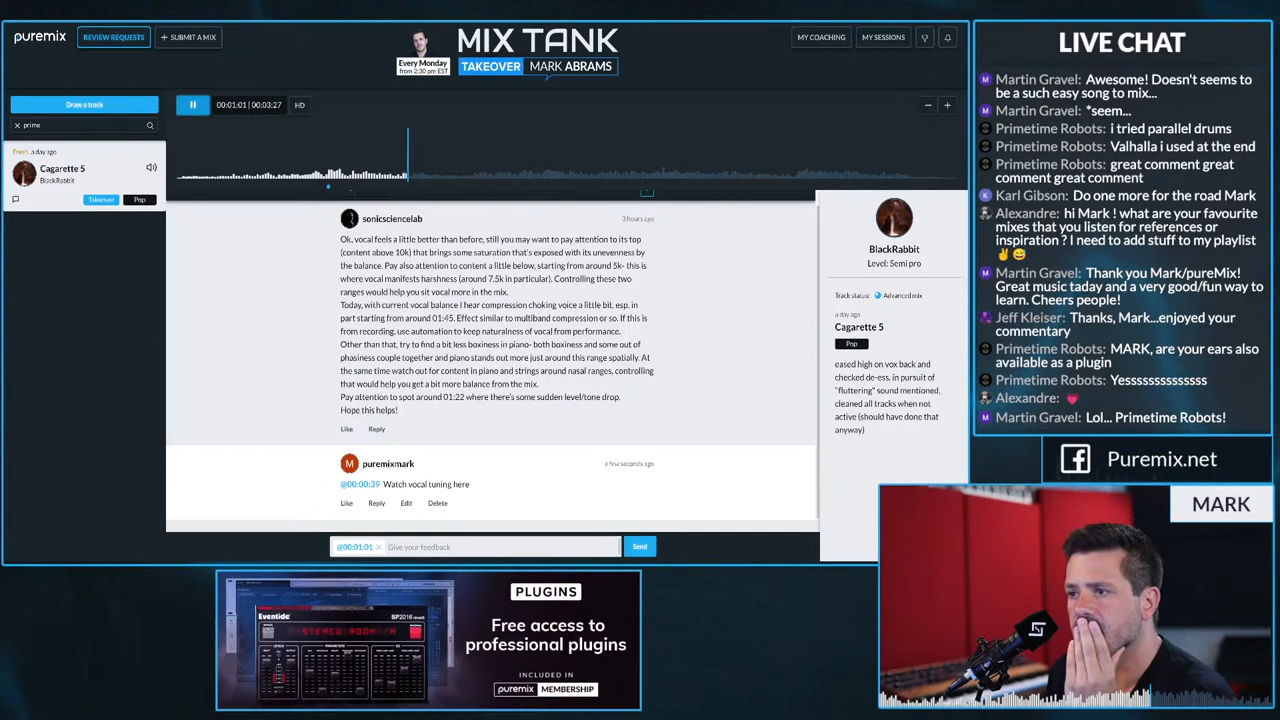 puremix
REVIEW REQUESTS
+ SUBMIT A MIX
Every Monday
from 2:30 pm EST
MIX TANK
TAKEOVER MARK ABRAMS
MY COACHING
MY SESSIONS
Draw a track
× prime
Fresh a day ago
Cagarette 5
BlackRabbit
Takeover
Pop
00:01:01 | 00:03:27
HD
sonicsciencelab
3 hours ago
Ok, vocal feels a little better than before, still you may want to pay attention to its top
(content above 10k) that brings some saturation that's exposed with its unevenness by
the balance. Pay also attention to content a little below, starting from around 5k- this is
where vocal manifests harshness (around 7.5k in particular). Controlling these two
ranges would help you sit vocal more in the mix.
Today, with current vocal balance I hear compression choking voice a little bit, esp. in
part starting from around 01:45. Effect similar to multiband compression or so. If this is
from recording, use automation to keep naturalness of vocal from performance.
Other than that, try to find a bit less boxiness in piano- both boxiness and some out of
phasiness couple together and piano stands out more just around this range spatially. At
the same time watch out for content in piano and strings around nasal ranges, controlling
that would help you get a bit more balance from the mix.
Pay attention to spot around 01:22 where there's some sudden level/tone drop.
Hope this helps!
Like Reply
M puremixmark
a few seconds ago
@00:00:39 Watch vocal tuning here
Like Reply Edit Delete
@00:01:01 × Give your feedback
Send
BlackRabbit
Level: Semi pro
Track status: Advanced mix
a day ago
Cagarette 5
Pop
eased high on vox back and
checked de-ess. in pursuit of
"fluttering" sound mentioned,
cleaned all tracks when not
active (should have done that
anyway)
LIVE CHAT
M Martin Gravel: Awesome! Doesn't seems to
be a such easy song to mix...
M Martin Gravel: *seem...
Primetime Robots: i tried parallel drums
Primetime Robots: Valhalla i used at the end
Primetime Robots: great comment great
comment great comment
K Karl Gibson: Do one more for the road Mark
Alexandre: hi Mark ! what are your favourite
mixes that you listen for references or
inspiration ? I need to add stuff to my playlist
✌😅
M Martin Gravel: Thank you Mark/pureMix!
Great music taday and a very good/fun way to
learn. Cheers people!
Jeff Kleiser: Thanks, Mark...enjoyed your
commentary
Primetime Robots: MARK, are your ears also
available as a plugin
Primetime Robots: Yesssssssssssss
Alexandre: ❤
M Martin Gravel: Lol... Primetime Robots!
f Puremix.net
MARK
Eventide
SP2016 reverb
STEREO ROOM
PLUGINS
Free access to
professional plugins
INCLUDED IN
puremix MEMBERSHIP